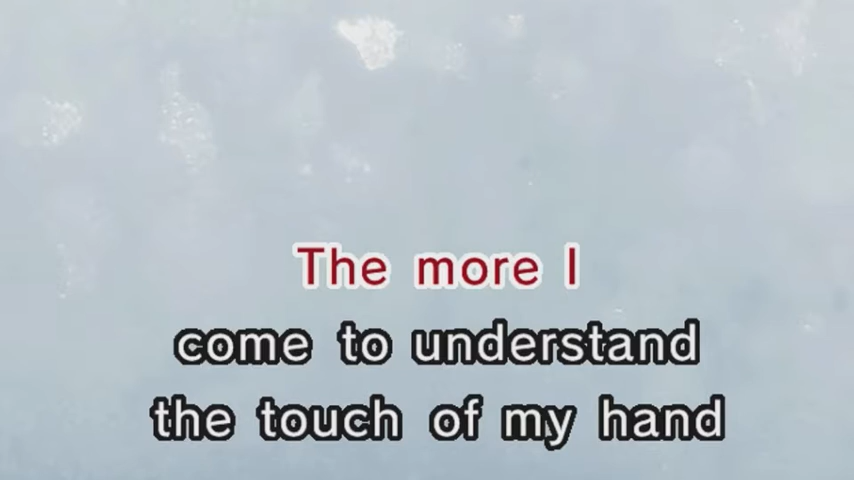 The more I
come to understand
the touch of my hand